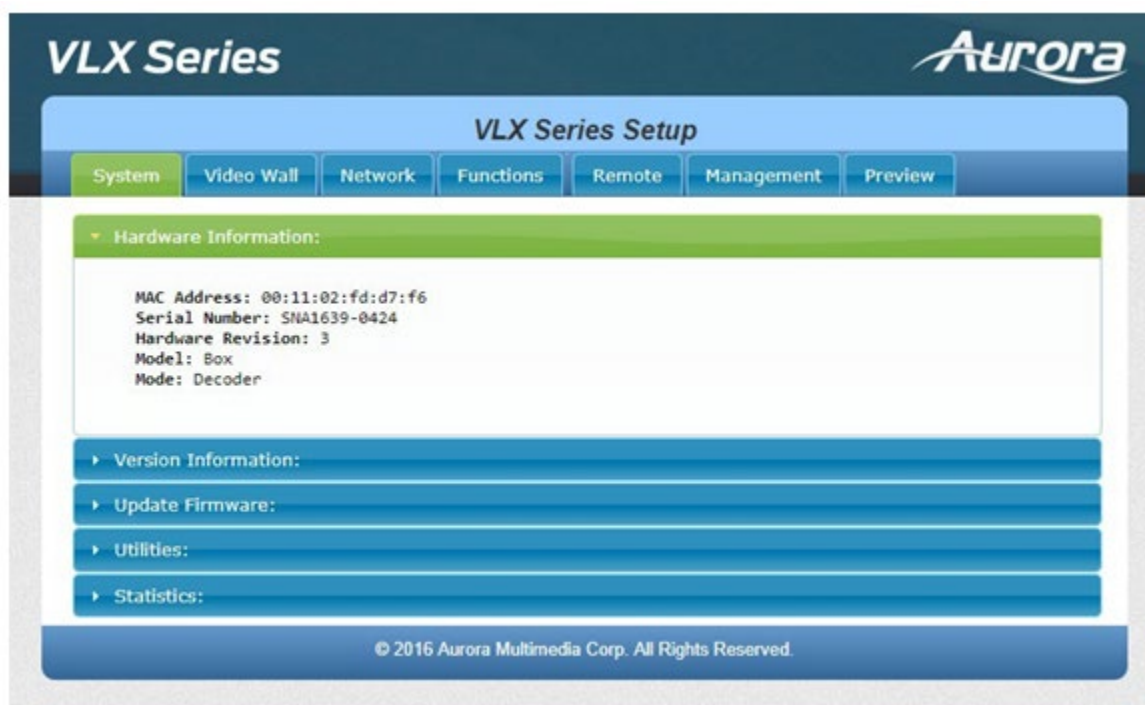 VLX Series
Aurora
VLX Series Setup
System Video Wall Network Functions Remote Management Preview
Hardware Information:
MAC Address: 00:11:02:fd:d7:f6
Serial Number: SNA1639-0424
Hardware Revision: 3
Model: Box
Mode: Decoder
Version Information:
Update Firmware:
Utilities:
Statistics:
© 2016 Aurora Multimedia Corp. All Rights Reserved.